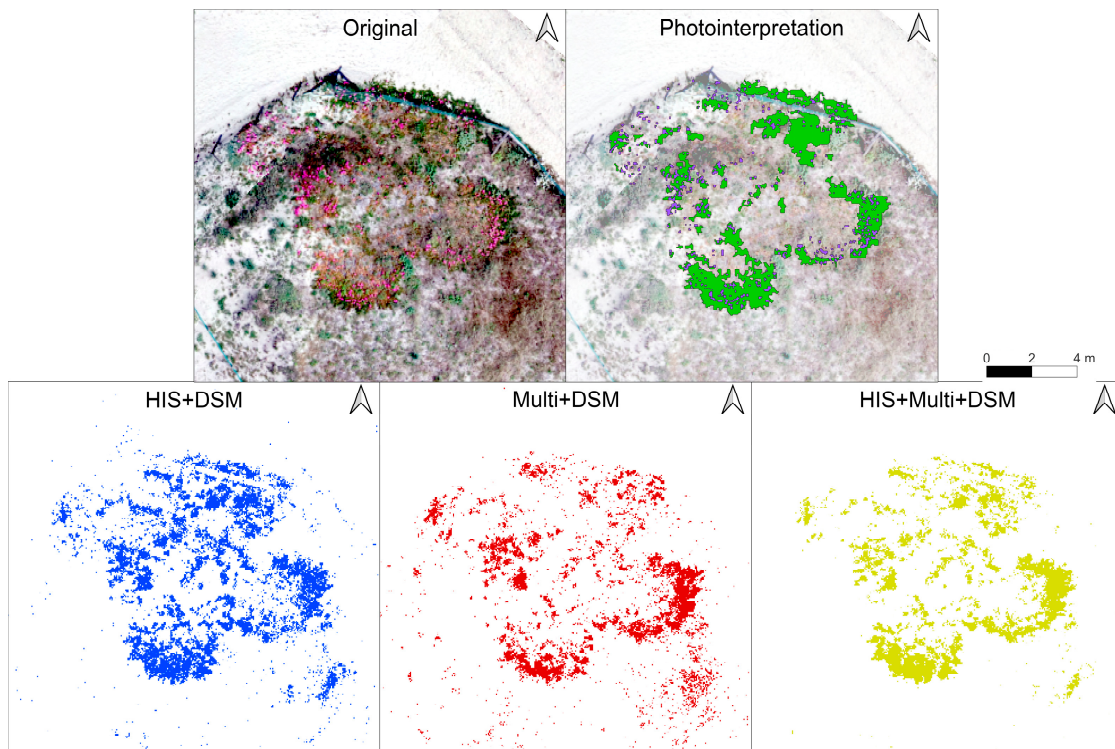 Original
Photointerpretation
0 2 4 m
HIS+DSM
Multi+DSM
HIS+Multi+DSM